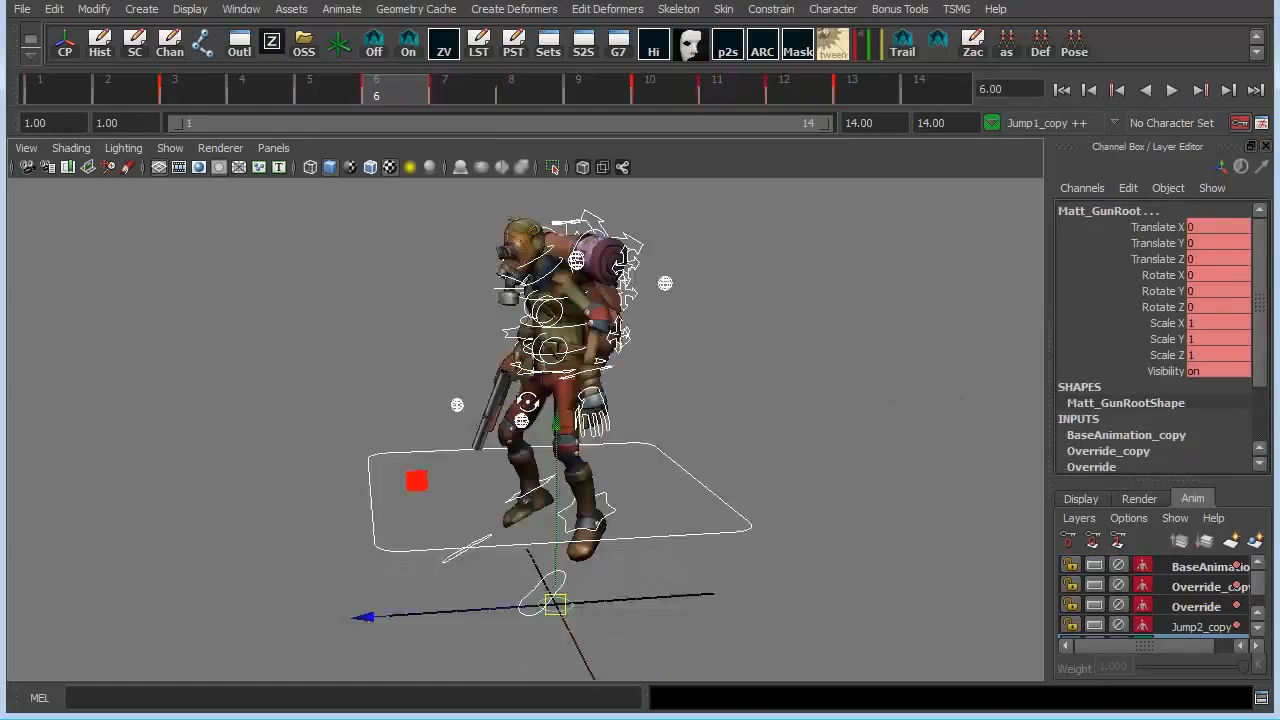 File Edit Modify Create Display Window Assets Animate Geometry Cache Create Deformers Edit Deformers Skeleton Skin Constrain Character Bonus Tools TSMG Help
CP Hist SC Chan Outl Z OSS Off On ZV LST PST Sets S2S G7 Hi p2s ARC Mask tween Trail Zac as Def Pose
1 2 3 4 5 6 7 8 9 10 11 12 13 14 6.00
6
1.00 1.00 1 14 14.00 14.00 Jump1_copy ++ No Character Set
View Shading Lighting Show Renderer Panels
Channel Box / Layer Editor
Channels Edit Object Show
Matt_GunRoot...
Translate X 0
Translate Y 0
Translate Z 0
Rotate X 0
Rotate Y 0
Rotate Z 0
Scale X 1
Scale Y 1
Scale Z 1
Visibility on
SHAPES
Matt_GunRootShape
INPUTS
BaseAnimation_copy
Override_copy
Override
Display Render Anim
Layers Options Show Help
BaseAnimatio
Override_Copy
Override
Jump2_copy
Weight 1.000 K
MEL